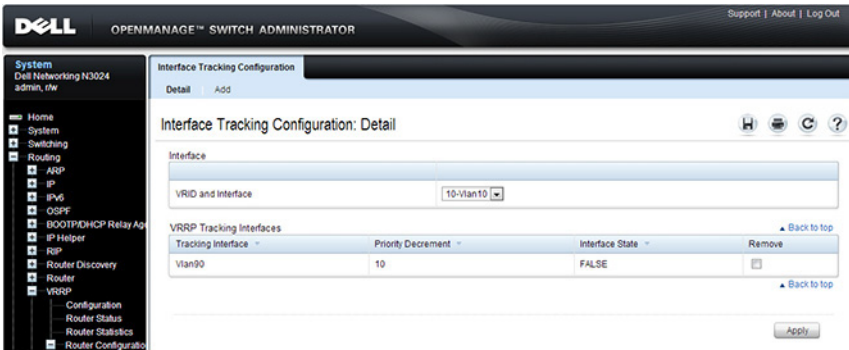 DELL OPENMANAGE™ SWITCH ADMINISTRATOR
Support | About | Log Out
System
Dell Networking N3024
admin, r/w
Home
System
Switching
Routing
ARP
IP
IPv6
OSPF
BOOTP/DHCP Relay Age
IP Helper
RIP
Router Discovery
Router
VRRP
Configuration
Router Status
Router Statistics
Router Configuratio
Interface Tracking Configuration
Detail Add
Interface Tracking Configuration: Detail
Interface
VRID and Interface 10-Vlan10
VRRP Tracking Interfaces Back to top
Tracking Interface Priority Decrement Interface State Remove
Vlan90 10 FALSE
Back to top
Apply